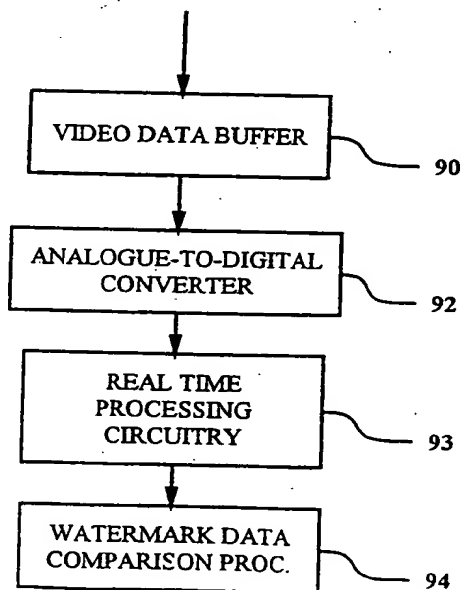 VIDEO DATA BUFFER
90
ANALOGUE-TO-DIGITAL
CONVERTER
92
REAL TIME
PROCESSING
CIRCUITRY
93
WATERMARK DATA
COMPARISON PROC.
94